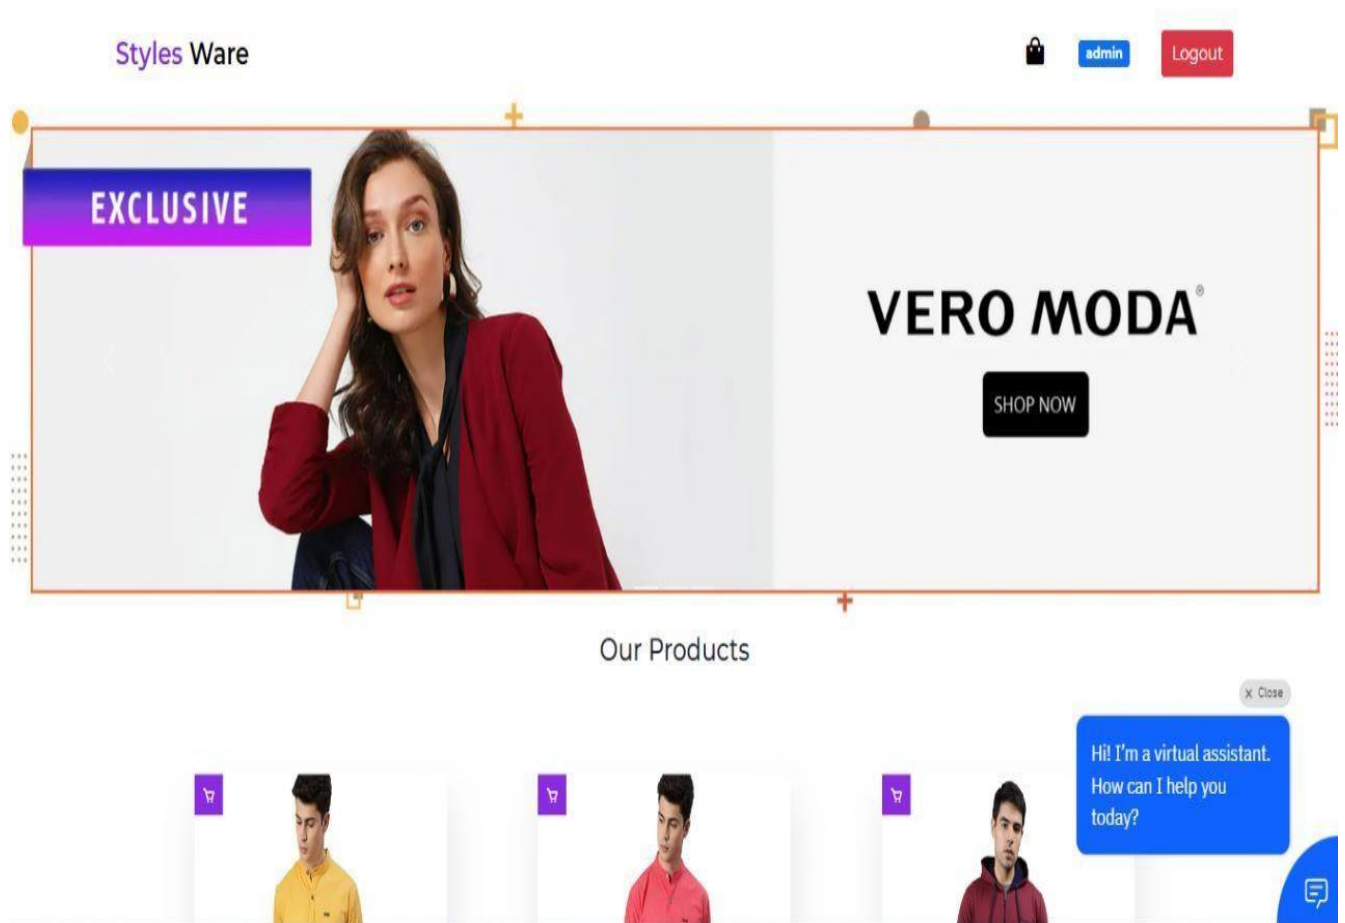 Styles Ware
admin
Logout
EXCLUSIVE
VERO MODA®
SHOP NOW
Our Products
× Close
Hi! I'm a virtual assistant.
How can I help you
today?